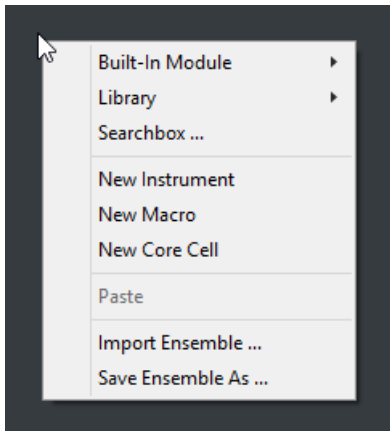 Built-In Module
Library
Searchbox ...
New Instrument
New Macro
New Core Cell
Paste
Import Ensemble ...
Save Ensemble As ...